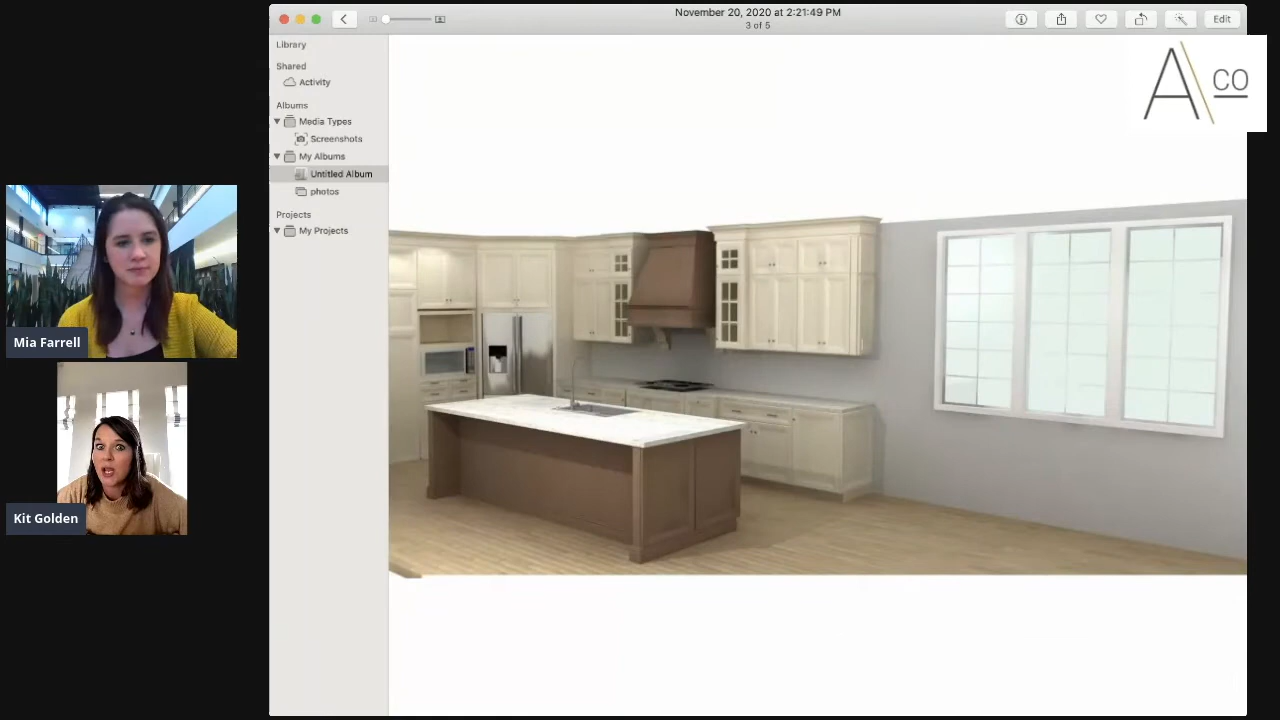 November 20, 2020 at 2:21:49 PM
3 of 5
Edit
Library
Shared
Activity
Albums
Media Types
Screenshots
My Albums
Untitled Album
photos
Projects
My Projects
A\CO
Mia Farrell
Kit Golden